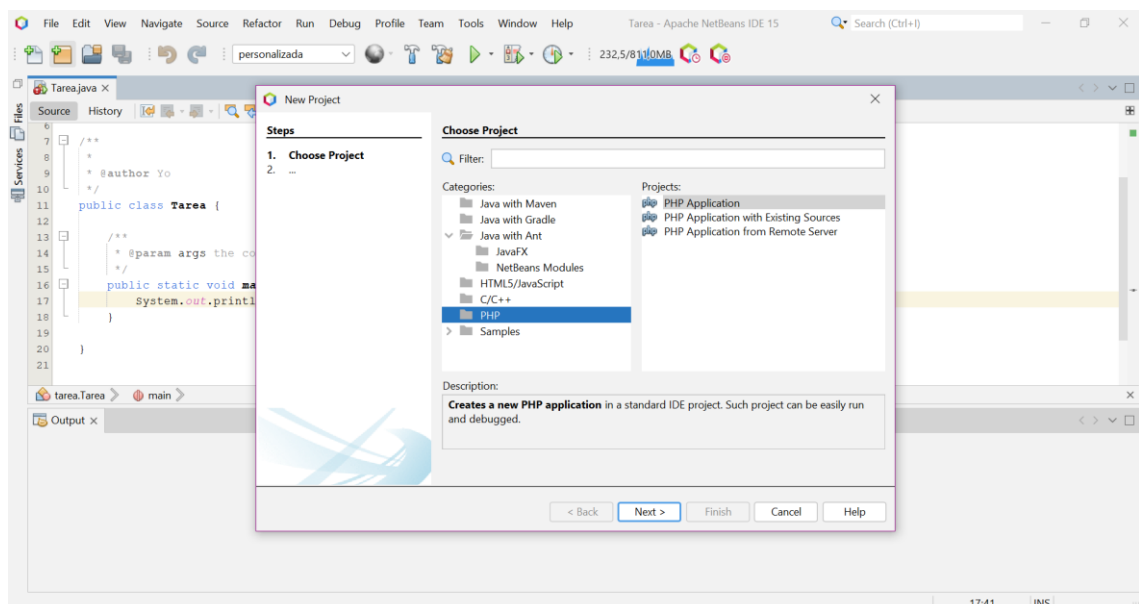 File Edit View Navigate Source Refactor Run Debug Profile Team Tools Window Help Tarea - Apache NetBeans IDE 15 Search (Ctrl+I)
personalizada 232,5/811,0MB
Tarea.java
Source History
Files
Services
6
7 /**
8 *
9 * @author Yo
10 */
11 public class Tarea {
12
13 /**
14 * @param args the co
15 */
16 public static void ma
17 System.out.printl
18 }
19
20 }
21
tarea.Tarea main
Output
New Project
Steps
1. Choose Project
2. ...
Choose Project
Filter:
Categories:
Java with Maven
Java with Gradle
Java with Ant
JavaFX
NetBeans Modules
HTML5/JavaScript
C/C++
PHP
Samples
Projects:
PHP Application
PHP Application with Existing Sources
PHP Application from Remote Server
Description:
Creates a new PHP application in a standard IDE project. Such project can be easily run
and debugged.
< Back Next > Finish Cancel Help
17:41 INS